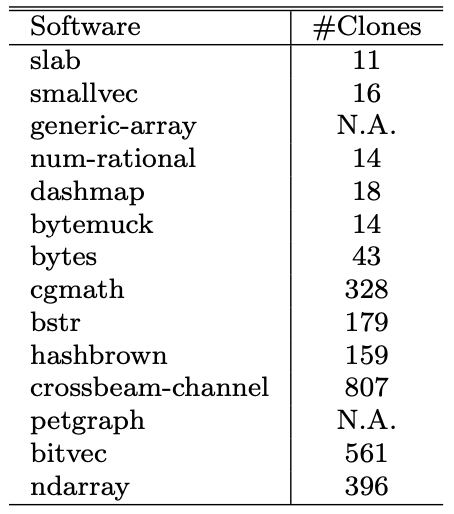 Software #Clones
slab 11
smallvec 16
generic-array N.A.
num-rational 14
dashmap 18
bytemuck 14
bytes 43
cgmath 328
bstr 179
hashbrown 159
crossbeam-channel 807
petgraph N.A.
bitvec 561
ndarray 396